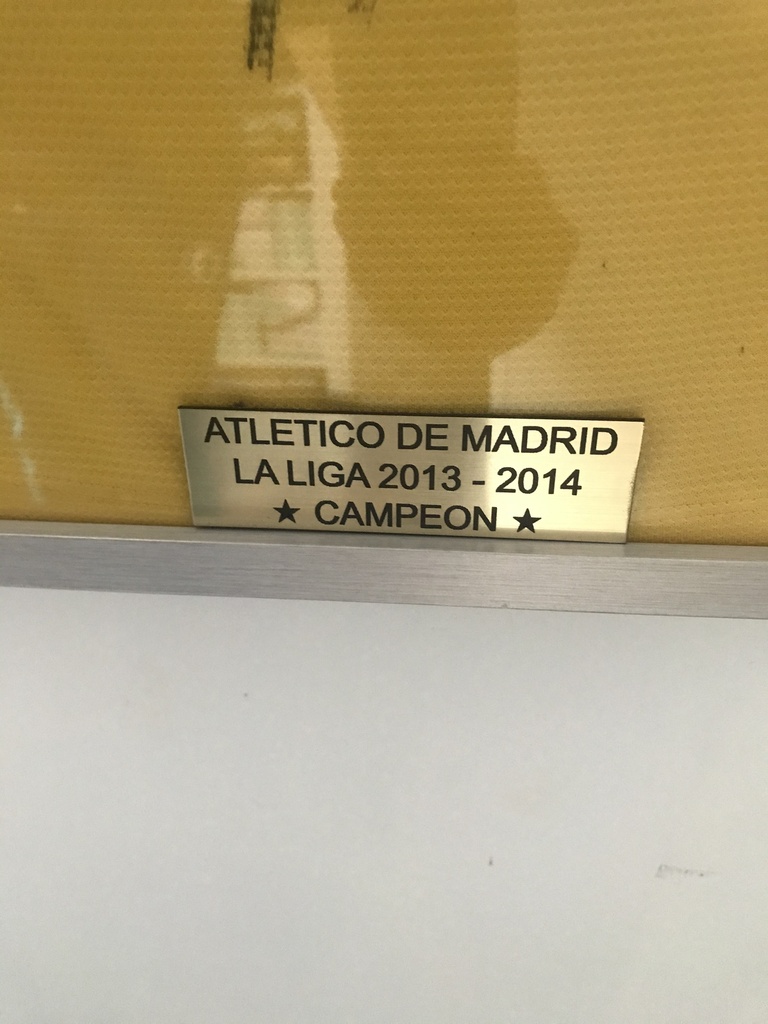 ATLETICO DE MADRID
LA LIGA 2013 - 2014
★ CAMPEON ★